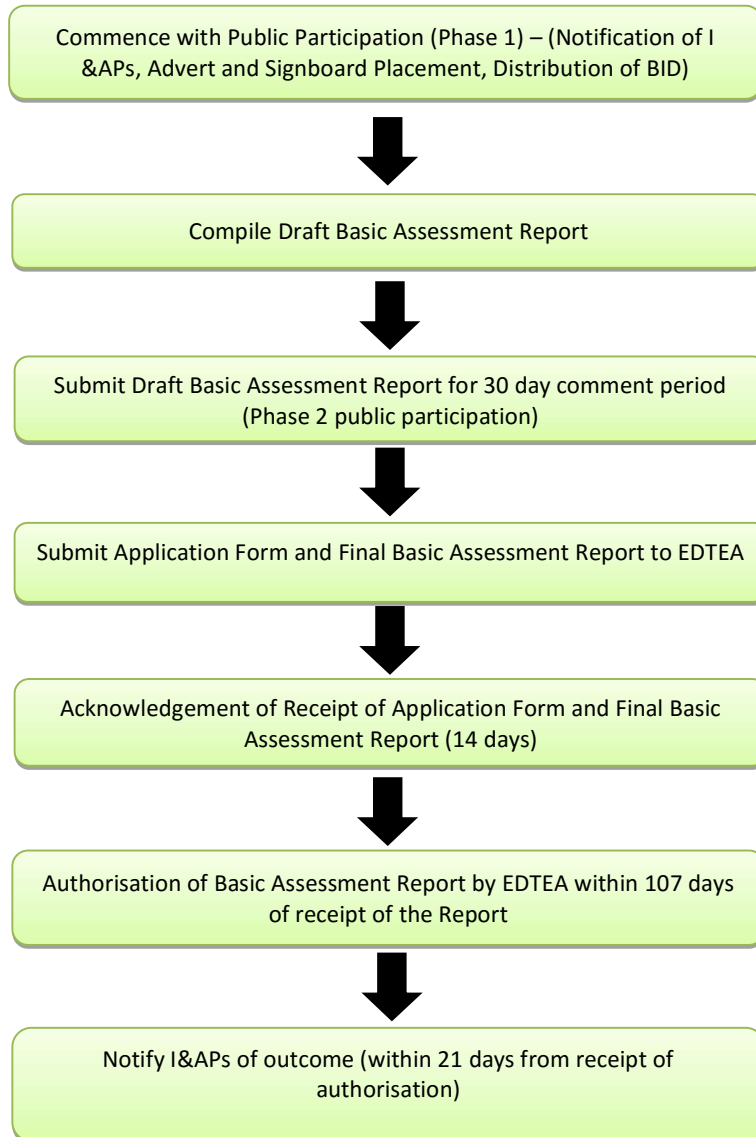 Commence with Public Participation (Phase 1) – (Notification of I
&APs, Advert and Signboard Placement, Distribution of BID)
Compile Draft Basic Assessment Report
Submit Draft Basic Assessment Report for 30 day comment period
(Phase 2 public participation)
Submit Application Form and Final Basic Assessment Report to EDTEA
Acknowledgement of Receipt of Application Form and Final Basic
Assessment Report (14 days)
Authorisation of Basic Assessment Report by EDTEA within 107 days
of receipt of the Report
Notify I&APs of outcome (within 21 days from receipt of
authorisation)